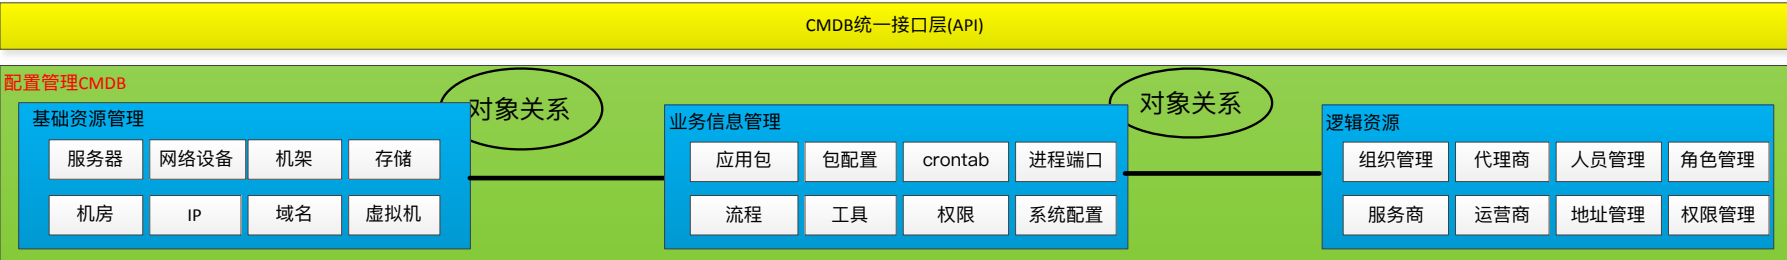 CMDB统一接口层(API)
配置管理CMDB
对象关系
对象关系
基础资源管理
服务器 网络设备 机架 存储
机房 IP 域名 虚拟机
业务信息管理
应用包 包配置 crontab 进程端口
流程 工具 权限 系统配置
逻辑资源
组织管理 代理商 人员管理 角色管理
服务商 运营商 地址管理 权限管理